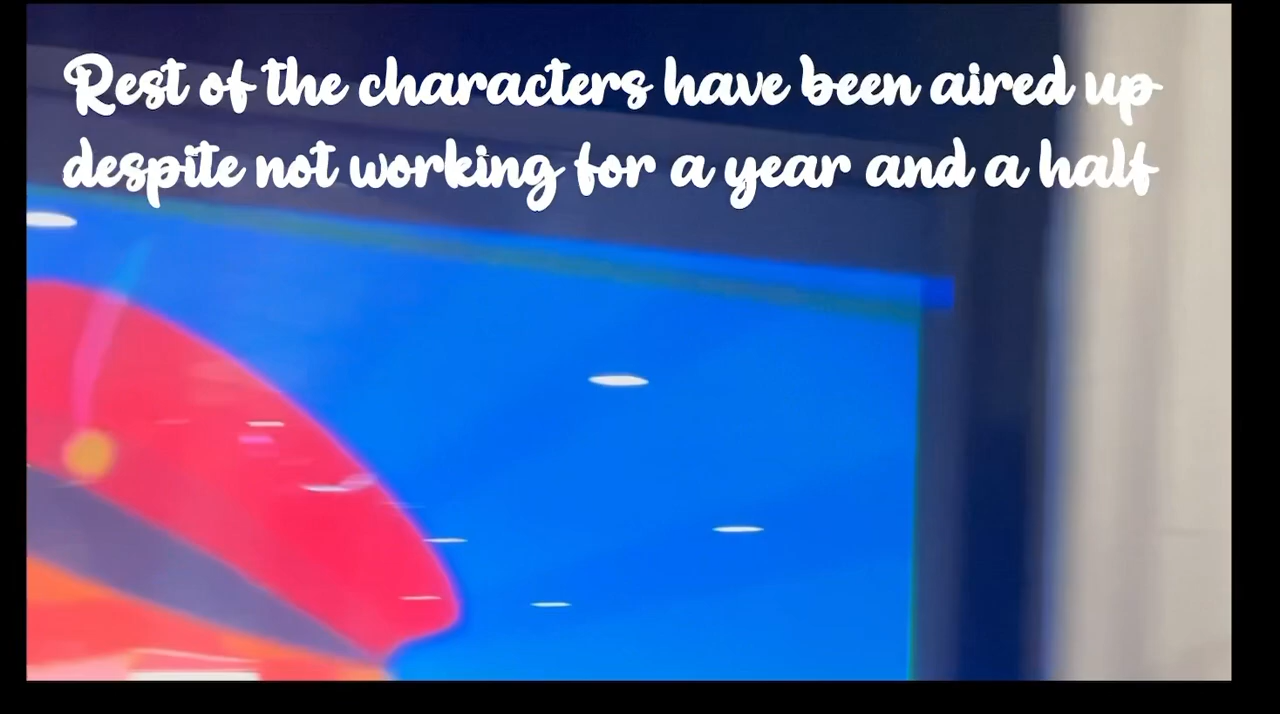 Rest of the characters have been aired up
despite not working for a year and a half